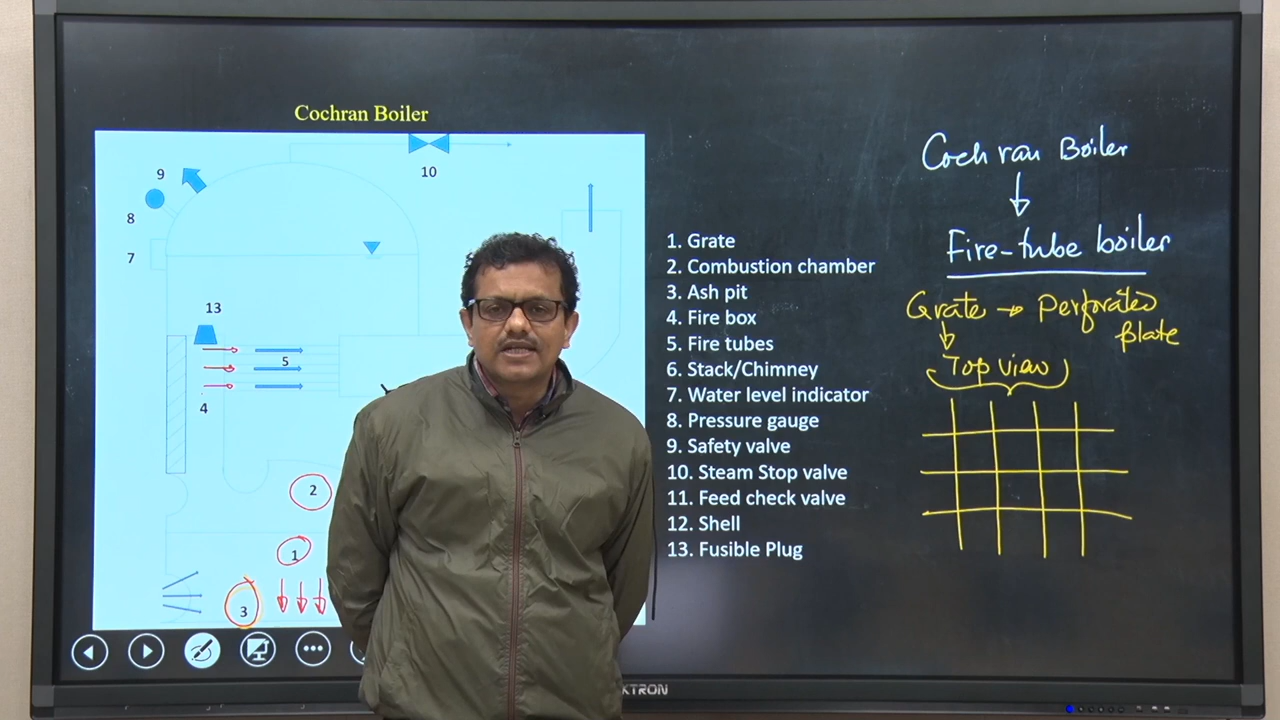 Cochran Boiler
9
10
8
7
13
5
4
2
1
3
1. Grate
2. Combustion chamber
3. Ash pit
4. Fire box
5. Fire tubes
6. Stack/Chimney
7. Water level indicator
8. Pressure gauge
9. Safety valve
10. Steam Stop valve
11. Feed check valve
12. Shell
13. Fusible Plug
Cochran Boiler
Fire-tube boiler
Grate → Perforated
plate
Top view